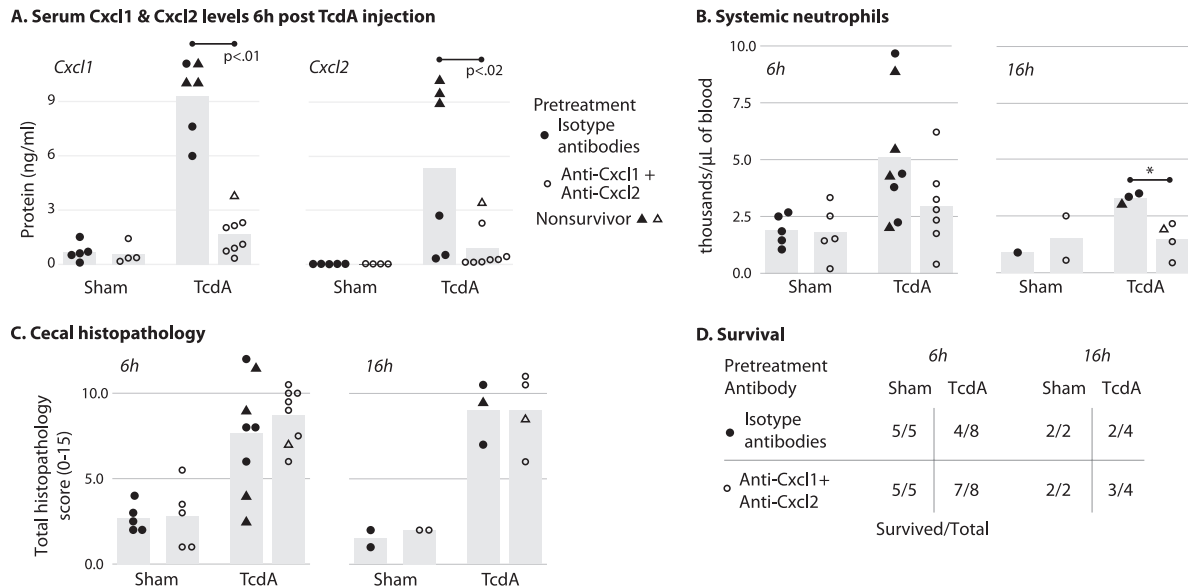 A. Serum Cxcl1 & Cxcl2 levels 6h post TcdA injection
Cxcl1
p<.01
Cxcl2
p<.02
Protein (ng/ml)
9
6
3
0
Sham
TcdA
Sham
TcdA
Pretreatment
Isotype
antibodies
Anti-Cxcl1 +
Anti-Cxcl2
Nonsurvivor
B. Systemic neutrophils
6h
16h
thousands/µL of blood
10.0
7.5
5.0
2.5
0.0
*
Sham
TcdA
Sham
TcdA
C. Cecal histopathology
6h
16h
Total histopathology
score (0-15)
10.0
5.0
0.0
Sham
TcdA
Sham
TcdA
D. Survival
6h
16h
Pretreatment
Antibody
Sham
TcdA
Sham
TcdA
Isotype
antibodies
5/5
4/8
2/2
2/4
Anti-Cxcl1+
Anti-Cxcl2
5/5
7/8
2/2
3/4
Survived/Total